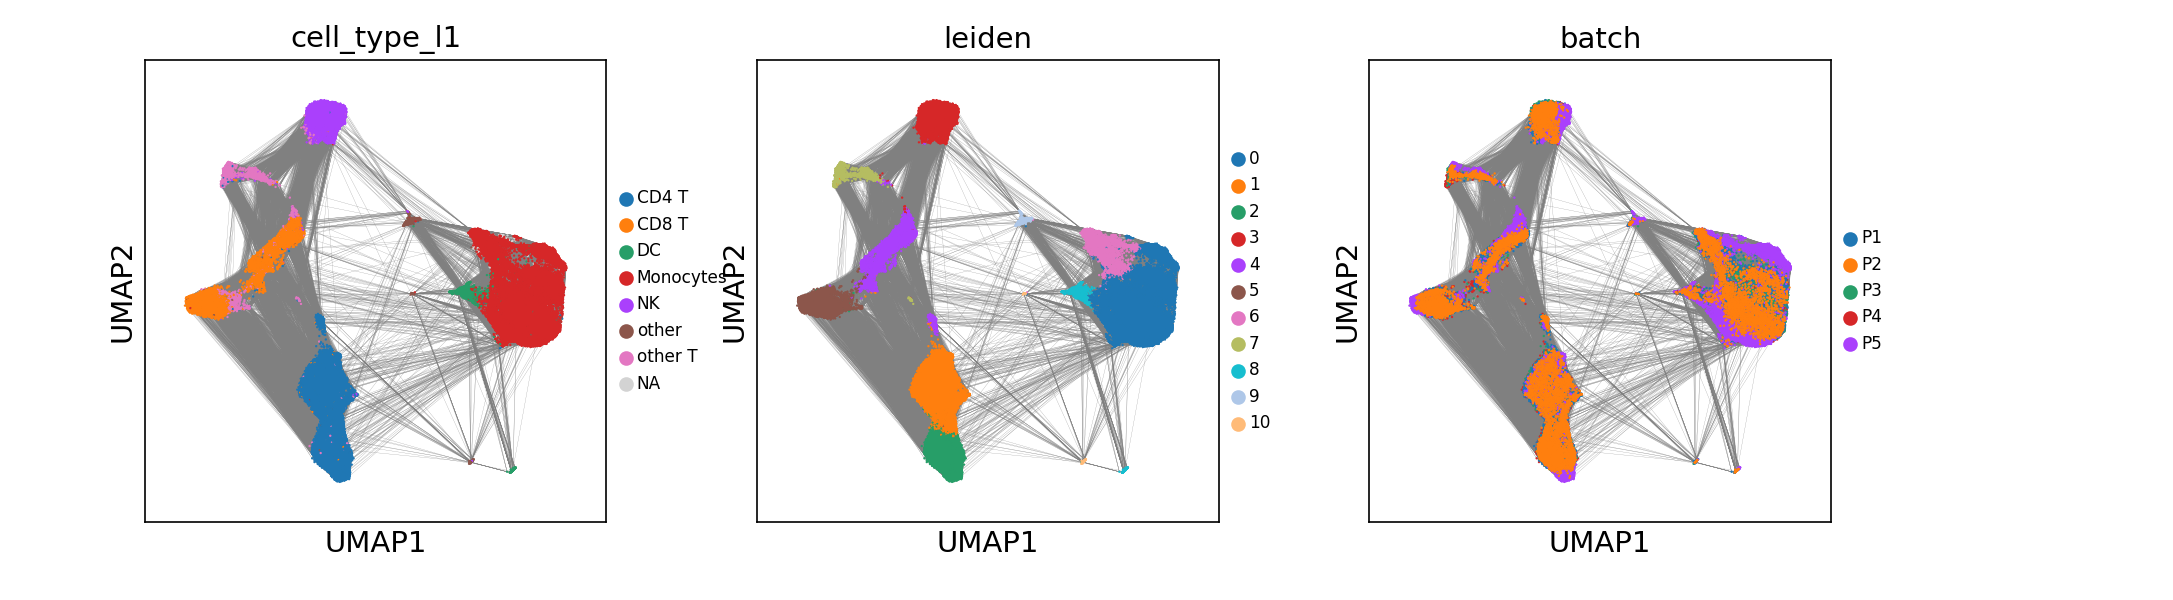 cell_type_l1
UMAP2
UMAP1
CD4 T
CD8 T
DC
Monocytes
NK
other
other T
NA
leiden
UMAP2
UMAP1
0
1
2
3
4
5
6
7
8
9
10
batch
UMAP2
UMAP1
P1
P2
P3
P4
P5